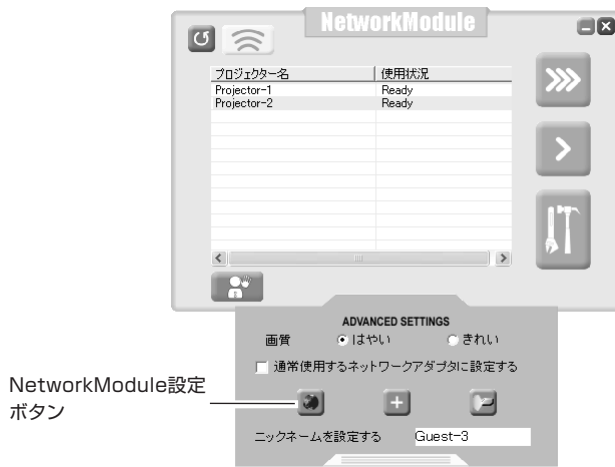 NetworkModule
プロジェクター名 使用状況
Projector-1 Ready
Projector-2 Ready
ADVANCED SETTINGS
画質 はやい きれい
通常使用するネットワークアダプタに設定する
NetworkModule設定
ボタン
ニックネームを設定する Guest-3